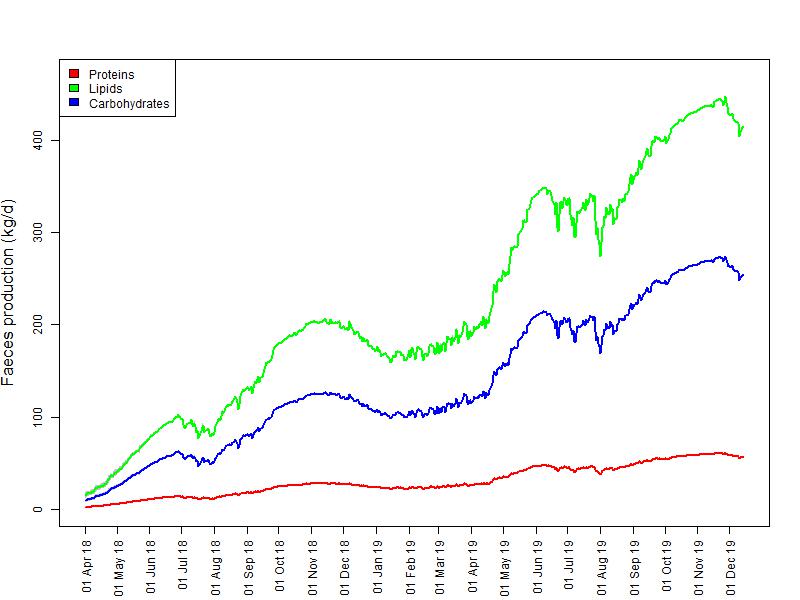 Proteins
Lipids
Carbohydrates
Faeces production (kg/d)
400
300
200
100
0
01 Apr 18
01 May 18
01 Jun 18
01 Jul 18
01 Aug 18
01 Sep 18
01 Oct 18
01 Nov 18
01 Dec 18
01 Jan 19
01 Feb 19
01 Mar 19
01 Apr 19
01 May 19
01 Jun 19
01 Jul 19
01 Aug 19
01 Sep 19
01 Oct 19
01 Nov 19
01 Dec 19